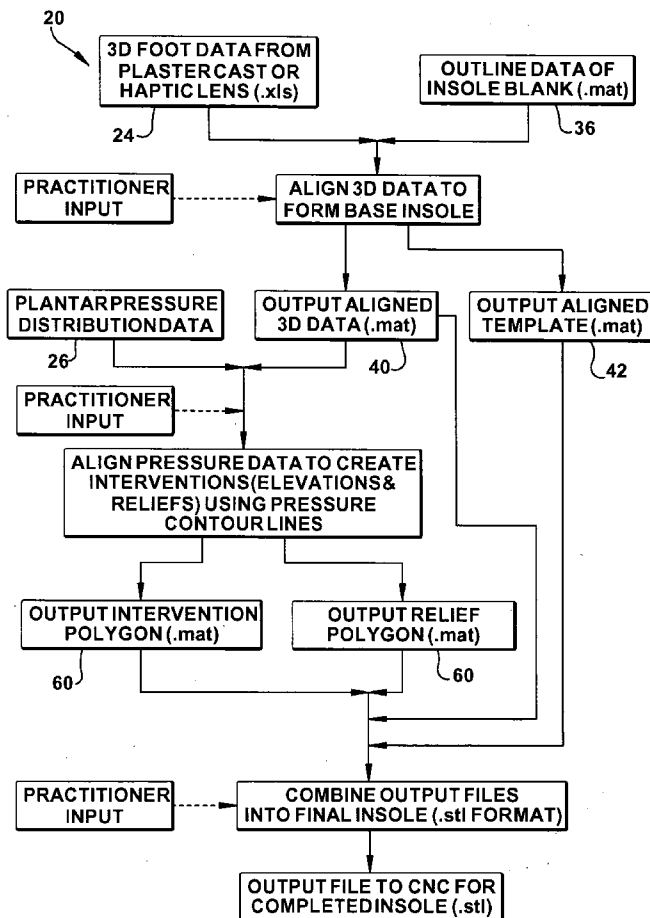 20
3D FOOT DATA FROM
PLASTER CAST OR
HAPTIC LENS (.xls)
24
OUTLINE DATA OF
INSOLE BLANK (.mat)
36
PRACTITIONER
INPUT
ALIGN 3D DATA TO
FORM BASE INSOLE
PLANTAR PRESSURE
DISTRIBUTION DATA
26
OUTPUT ALIGNED
3D DATA (.mat)
40
OUTPUT ALIGNED
TEMPLATE (.mat)
42
PRACTITIONER
INPUT
ALIGN PRESSURE DATA TO CREATE
INTERVENTIONS (ELEVATIONS &
RELIEFS) USING PRESSURE
CONTOUR LINES
OUTPUT INTERVENTION
POLYGON (.mat)
60
OUTPUT RELIEF
POLYGON (.mat)
60
PRACTITIONER
INPUT
COMBINE OUTPUT FILES
INTO FINAL INSOLE (.stl FORMAT)
OUTPUT FILE TO CNC FOR
COMPLETED INSOLE (.stl)